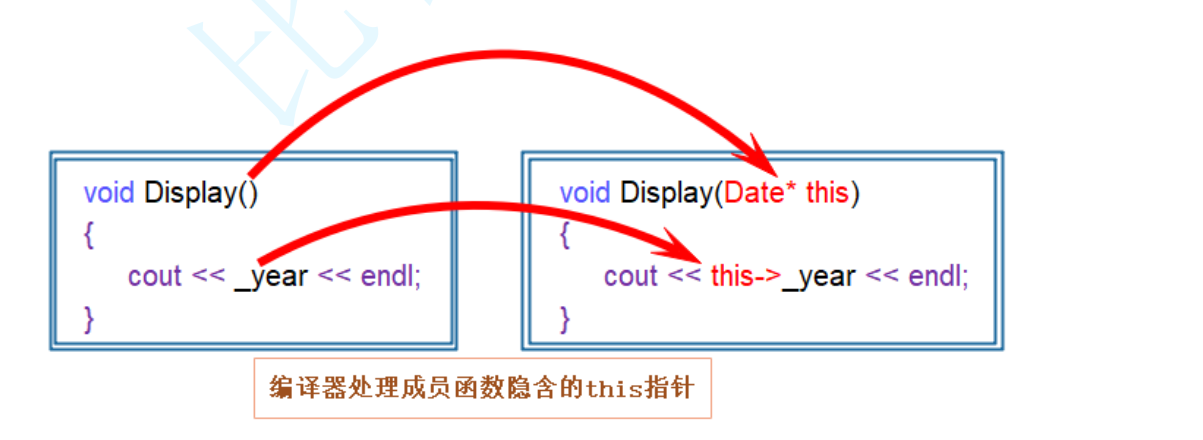 void Display()
{
cout << _year << endl;
}
void Display(Date* this)
{
cout << this->_year << endl;
}
编译器处理成员函数隐含的this指针